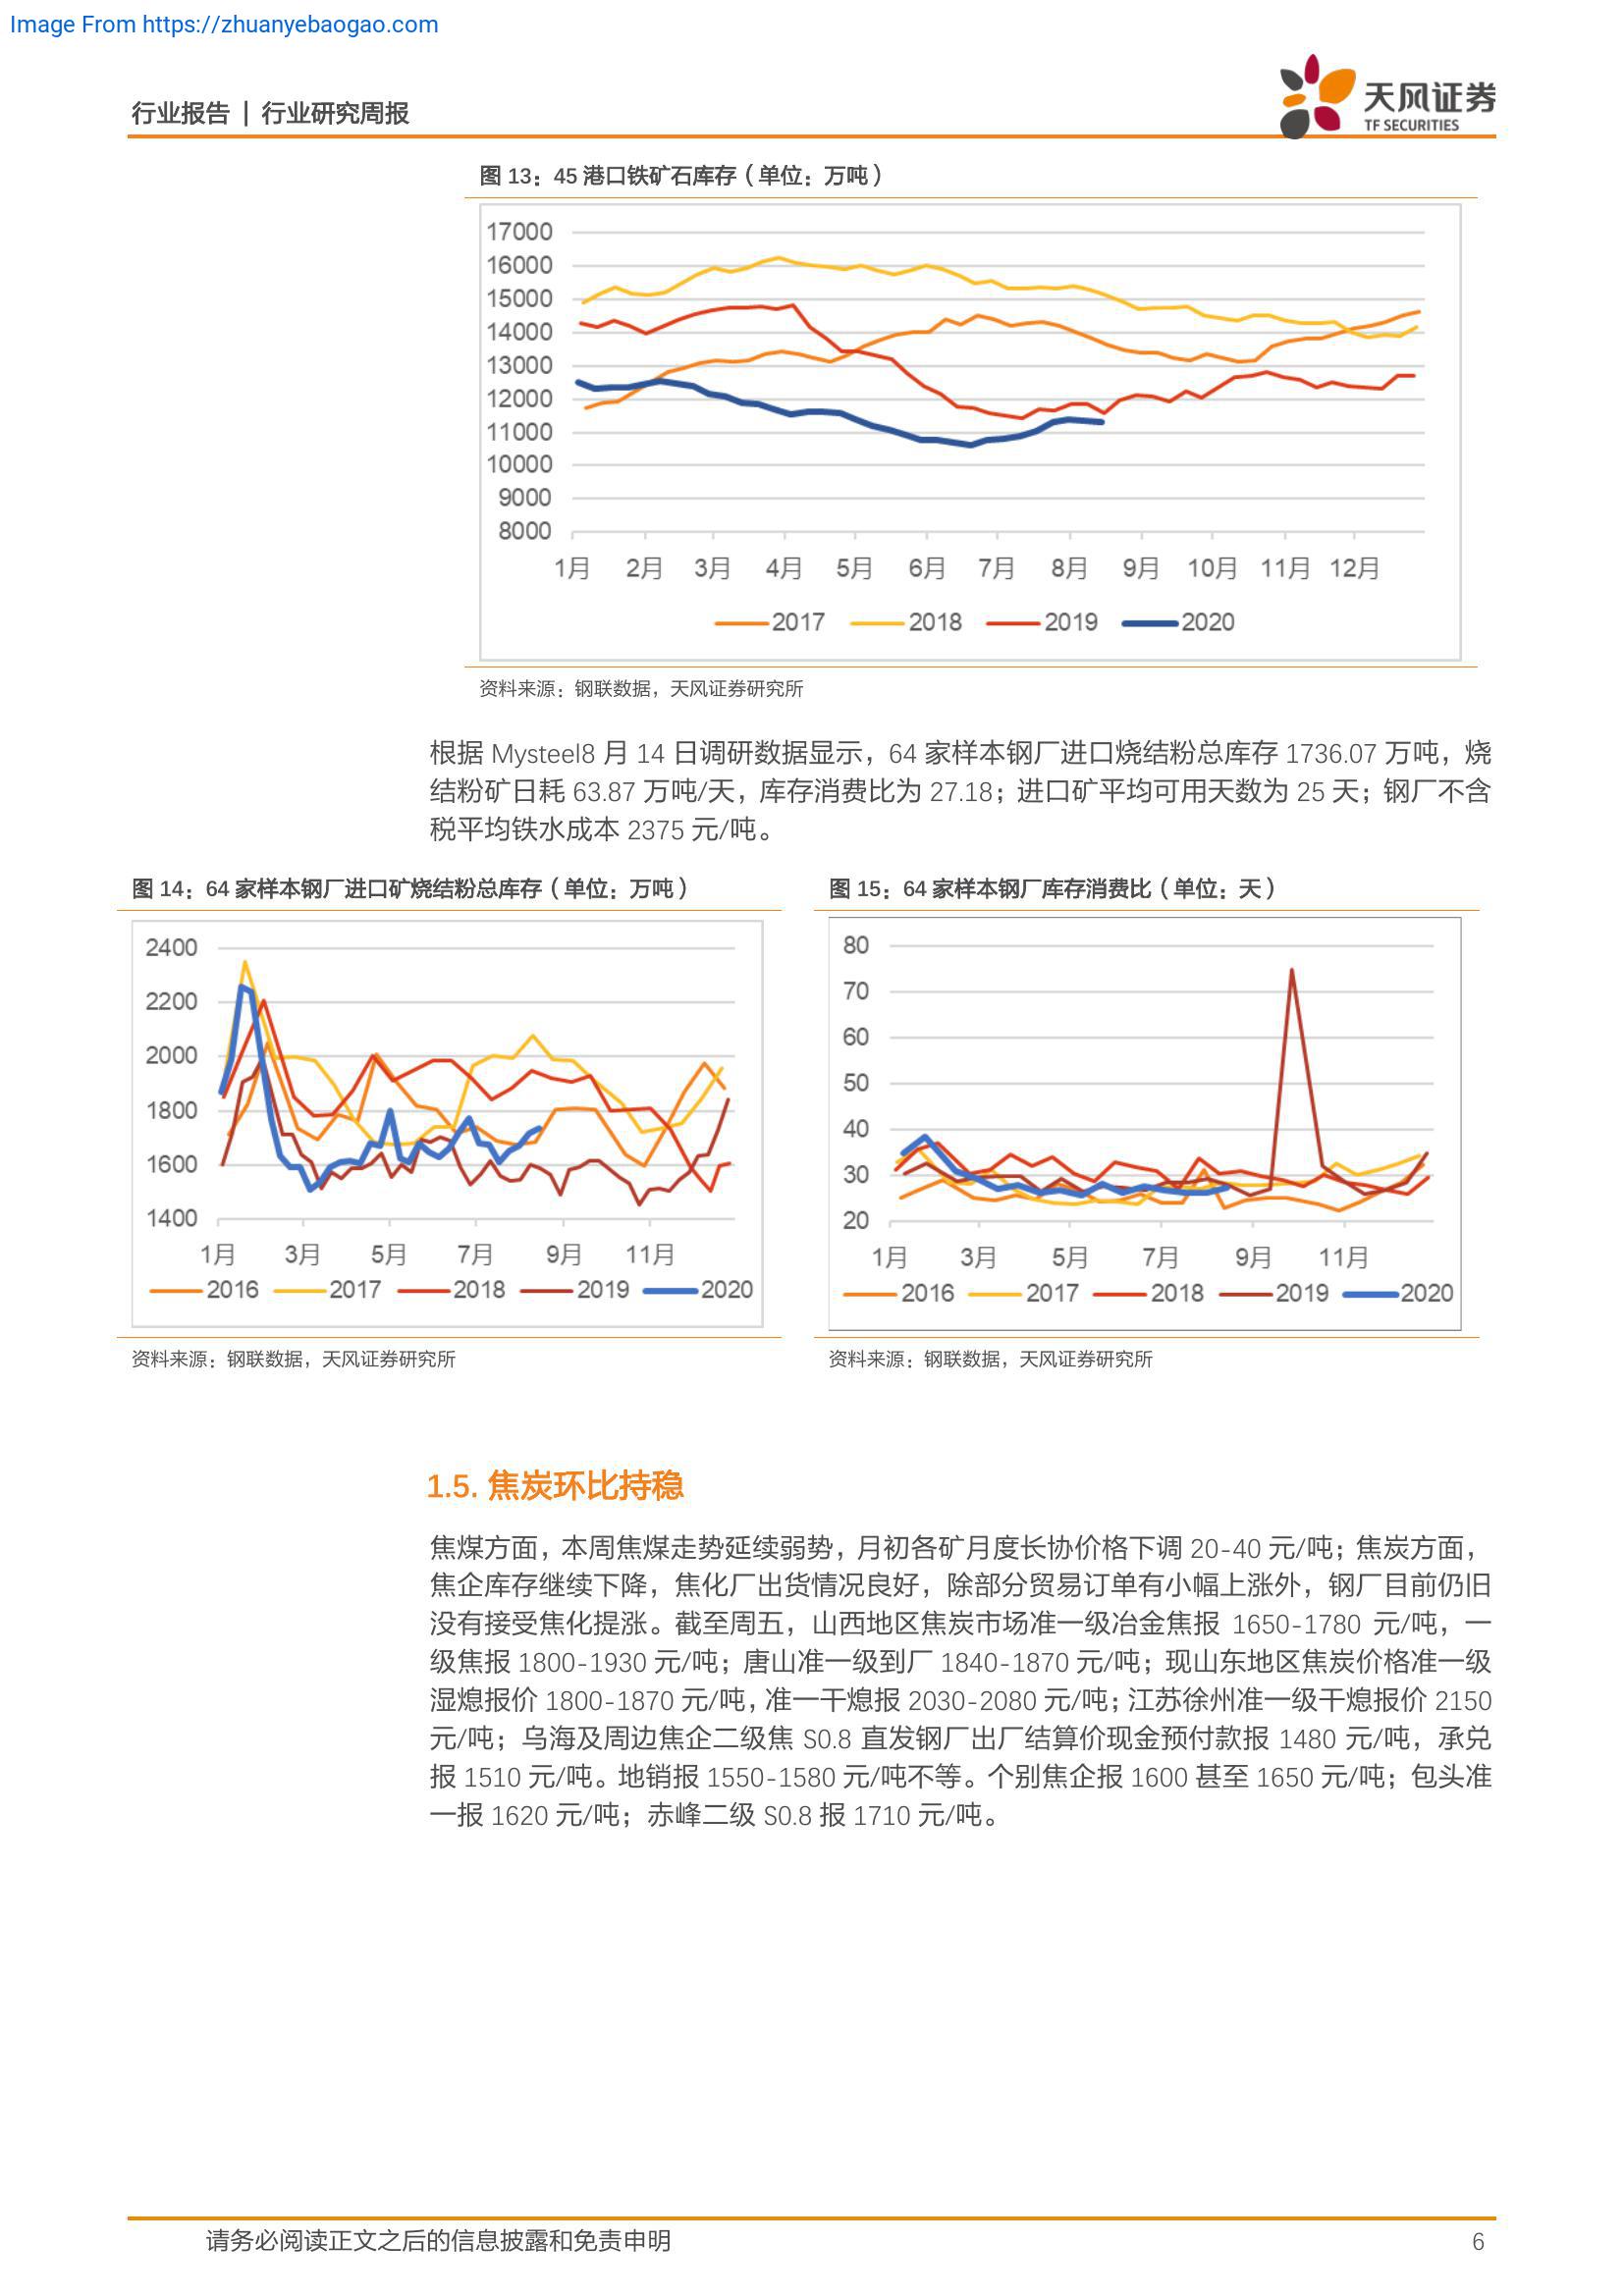 Image From https://zhuanyebaogao.com
行业报告 | 行业研究周报
天风证券
TF SECURITIES
图 13：45 港口铁矿石库存（单位：万吨）
17000
16000
15000
14000
13000
12000
11000
10000
9000
8000
1月 2月 3月 4月 5月 6月 7月 8月 9月 10月 11月 12月
2017 2018 2019 2020
资料来源：钢联数据，天风证券研究所
根据 Mysteel8 月 14 日调研数据显示，64 家样本钢厂进口烧结粉总库存 1736.07 万吨，烧
结粉矿日耗 63.87 万吨/天，库存消费比为 27.18；进口矿平均可用天数为 25 天；钢厂不含
税平均铁水成本 2375 元/吨。
图 14：64 家样本钢厂进口矿烧结粉总库存（单位：万吨）
2400
2200
2000
1800
1600
1400
1月 3月 5月 7月 9月 11月
2016 2017 2018 2019 2020
资料来源：钢联数据，天风证券研究所
图 15：64 家样本钢厂库存消费比（单位：天）
80
70
60
50
40
30
20
1月 3月 5月 7月 9月 11月
2016 2017 2018 2019 2020
资料来源：钢联数据，天风证券研究所
1.5. 焦炭环比持稳
焦煤方面，本周焦煤走势延续弱势，月初各矿月度长协价格下调 20-40 元/吨；焦炭方面，
焦企库存继续下降，焦化厂出货情况良好，除部分贸易订单有小幅上涨外，钢厂目前仍旧
没有接受焦化提涨。截至周五，山西地区焦炭市场准一级冶金焦报 1650-1780 元/吨，一
级焦报 1800-1930 元/吨；唐山准一级到厂 1840-1870 元/吨；现山东地区焦炭价格准一级
湿熄报价 1800-1870 元/吨，准一干熄报 2030-2080 元/吨；江苏徐州准一级干熄报价 2150
元/吨；乌海及周边焦企二级焦 S0.8 直发钢厂出厂结算价现金预付款报 1480 元/吨，承兑
报 1510 元/吨。地销报 1550-1580 元/吨不等。个别焦企报 1600 甚至 1650 元/吨；包头准
一报 1620 元/吨；赤峰二级 S0.8 报 1710 元/吨。
请务必阅读正文之后的信息披露和免责申明
6